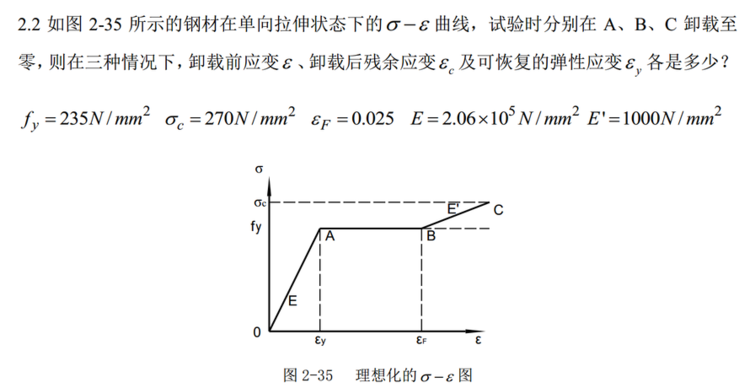 2.2 如图 2-35 所示的钢材在单向拉伸状态下的σ−ε曲线，试验时分别在 A、B、C 卸载至
零，则在三种情况下，卸载前应变ε、卸载后残余应变ε_c及可恢复的弹性应变ε_y各是多少？
f_y = 235N/mm² σ_c = 270N/mm² ε_F = 0.025 E = 2.06×10⁵N/mm² E' = 1000N/mm²
σ
σc
E'
C
fy
A
B
E
0
εy
εF
ε
图 2-35 理想化的σ−ε图